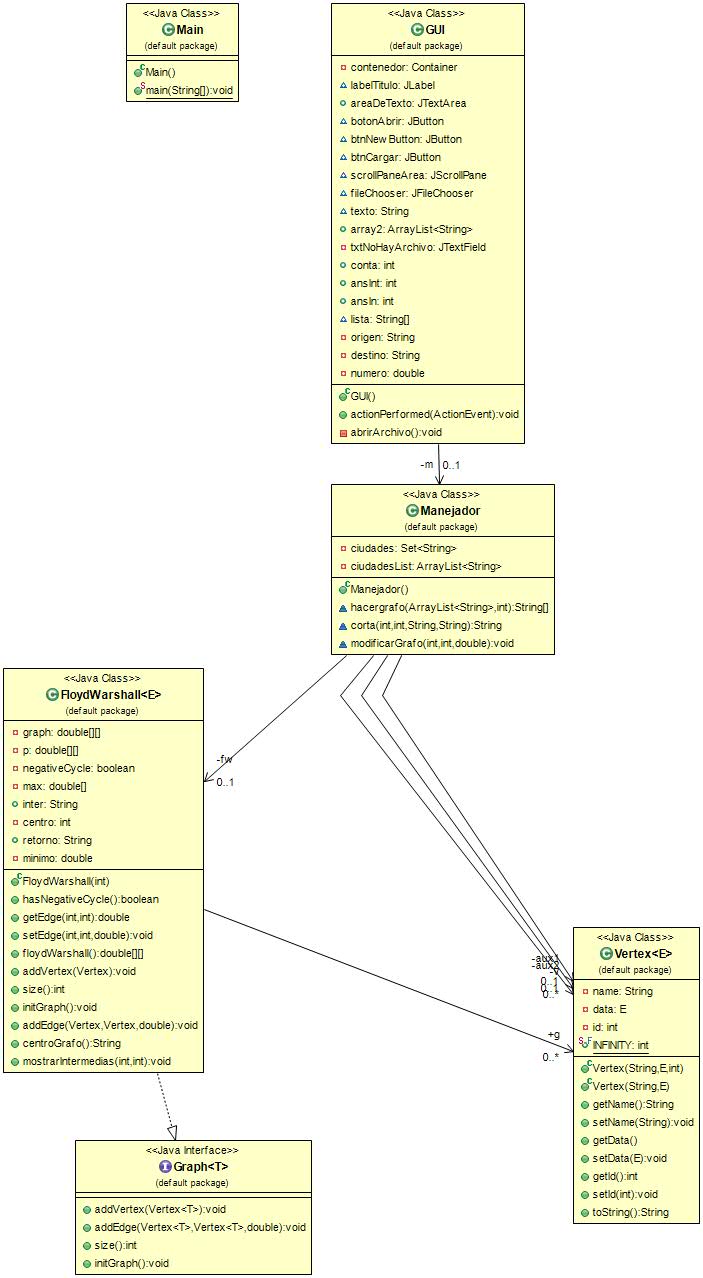 <<Java Class>>
Main
(default package)
Main()
main(String[]):void
<<Java Class>>
GUI
(default package)
contenedor: Container
labelTitulo: JLabel
areaDeTexto: JTextArea
botonAbrir: JButton
btnNewButton: JButton
btnCargar: JButton
scrollPaneArea: JScrollPane
fileChooser: JFileChooser
texto: String
array2: ArrayList<String>
txtNoHayArchivo: JTextField
conta: int
ansInt: int
ansIn: int
lista: String[]
origen: String
destino: String
numero: double
GUI()
actionPerformed(ActionEvent):void
abrirArchivo():void
-m 0..1
<<Java Class>>
Manejador
(default package)
ciudades: Set<String>
ciudadesList: ArrayList<String>
Manejador()
hacergrafo(ArrayList<String>,int):String[]
corta(int,int,String,String):String
modificarGrafo(int,int,double):void
<<Java Class>>
FloydWarshall<E>
(default package)
graph: double[][]
p: double[][]
negativeCycle: boolean
max: double[]
inter: String
centro: int
retorno: String
minimo: double
FloydWarshall(int)
hasNegativeCycle():boolean
getEdge(int,int):double
setEdge(int,int,double):void
floydWarshall():double[][]
addVertex(Vertex):void
size():int
initGraph():void
addEdge(Vertex,Vertex,double):void
centroGrafo():String
mostrarIntermedias(int,int):void
-fw
0..1
-aux1
-aux2
-v
0..1
0..1
0..*
+g
0..*
<<Java Class>>
Vertex<E>
(default package)
name: String
data: E
id: int
INFINITY: int
Vertex(String,E,int)
Vertex(String,E)
getName():String
setName(String):void
getData()
setData(E):void
getId():int
setId(int):void
toString():String
<<Java Interface>>
Graph<T>
(default package)
addVertex(Vertex<T>):void
addEdge(Vertex<T>,Vertex<T>,double):void
size():int
initGraph():void